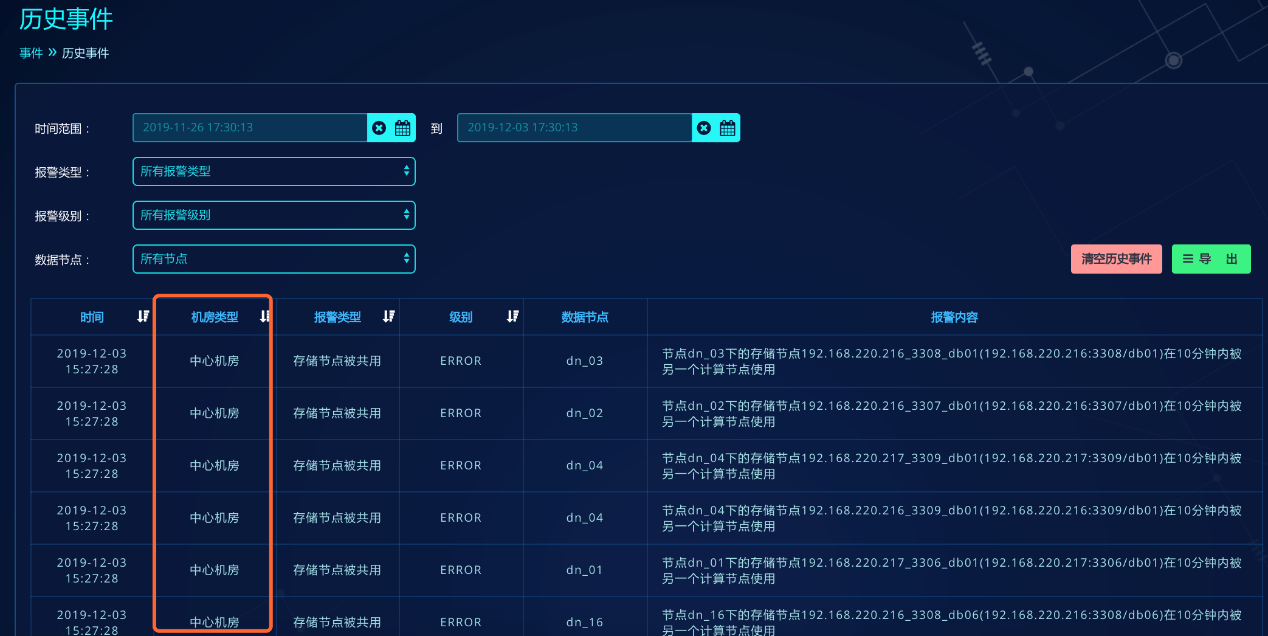 历史事件
事件 » 历史事件
时间范围： 2019-11-26 17:30:13 到 2019-12-03 17:30:13
报警类型： 所有报警类型
报警级别： 所有报警级别
数据节点： 所有节点 清空历史事件 导 出
时间 机房类型 报警类型 级别 数据节点 报警内容
2019-12-03 15:27:28 中心机房 存储节点被共用 ERROR dn_03 节点dn_03下的存储节点192.168.220.216_3308_db01(192.168.220.216:3308/db01)在10分钟内被
另一个计算节点使用
2019-12-03 15:27:28 中心机房 存储节点被共用 ERROR dn_02 节点dn_02下的存储节点192.168.220.216_3307_db01(192.168.220.216:3307/db01)在10分钟内被
另一个计算节点使用
2019-12-03 15:27:28 中心机房 存储节点被共用 ERROR dn_04 节点dn_04下的存储节点192.168.220.217_3309_db01(192.168.220.217:3309/db01)在10分钟内被
另一个计算节点使用
2019-12-03 15:27:28 中心机房 存储节点被共用 ERROR dn_04 节点dn_04下的存储节点192.168.220.216_3309_db01(192.168.220.216:3309/db01)在10分钟内被
另一个计算节点使用
2019-12-03 15:27:28 中心机房 存储节点被共用 ERROR dn_01 节点dn_01下的存储节点192.168.220.217_3306_db01(192.168.220.217:3306/db01)在10分钟内被
另一个计算节点使用
2019-12-03 15:27:28 中心机房 存储节点被共用 ERROR dn_16 节点dn_16下的存储节点192.168.220.216_3308_db06(192.168.220.216:3308/db06)在10分钟内被
另一个计算节点使用